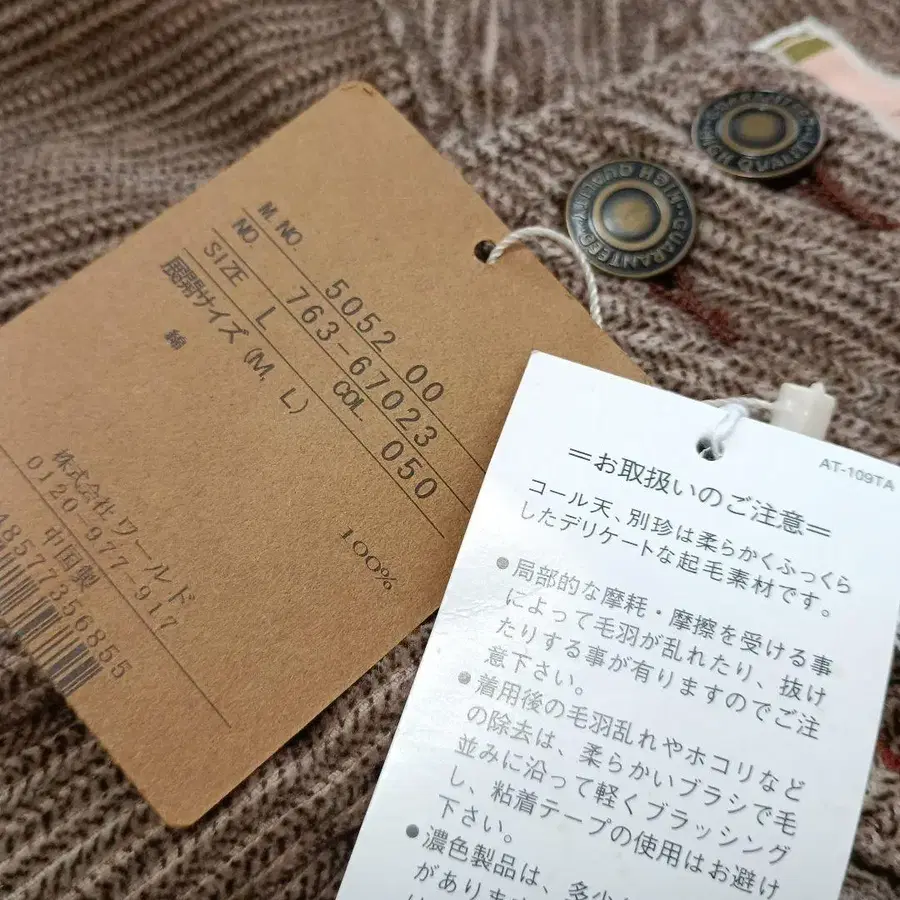 M. NO. 5052 00
NO. 763-67023
SIZE L COL. 050
展開サイズ (M, L)
綿 100%
株式会社ワールド
0120-977-917
中国製
4857735685 5
HIGH QUALITY
GUARANTEED
HIGH QUALITY
AT-109TA
=お取扱いのご注意=
コール天、別珍は柔らかくふっくら
したデリケートな起毛素材です。
●局部的な摩耗・摩擦を受ける事
によって毛羽が乱れたり、抜け
たりする事が有りますのでご注
意下さい。
●着用後の毛羽乱れやホコリなど
の除去は、柔らかいブラシで毛
並みに沿って軽くブラッシング
し、粘着テープの使用はお避け
下さい。
●濃色製品は、多少
がありま